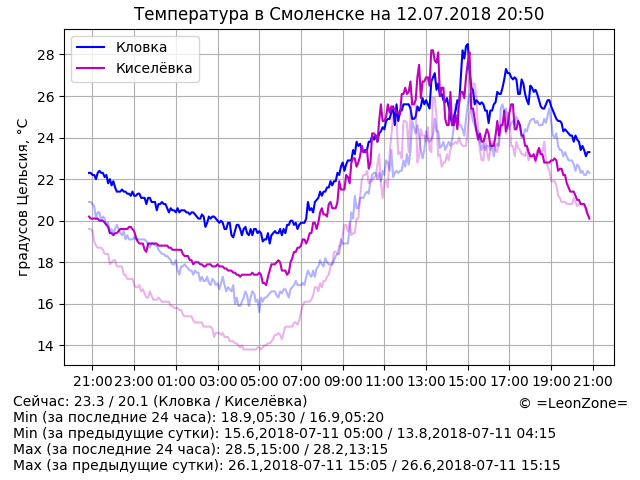 Температура в Смоленске на 12.07.2018 20:50
Кловка
Киселёвка
градусов Цельсия, °C
28
26
24
22
20
18
16
14
21:00 23:00 01:00 03:00 05:00 07:00 09:00 11:00 13:00 15:00 17:00 19:00 21:00
Сейчас: 23.3 / 20.1 (Кловка / Киселёвка)
© =LeonZone=
Min (за последние 24 часа): 18.9,05:30 / 16.9,05:20
Min (за предыдущие сутки): 15.6,2018-07-11 05:00 / 13.8,2018-07-11 04:15
Max (за последние 24 часа): 28.5,15:00 / 28.2,13:15
Max (за предыдущие сутки): 26.1,2018-07-11 15:05 / 26.6,2018-07-11 15:15